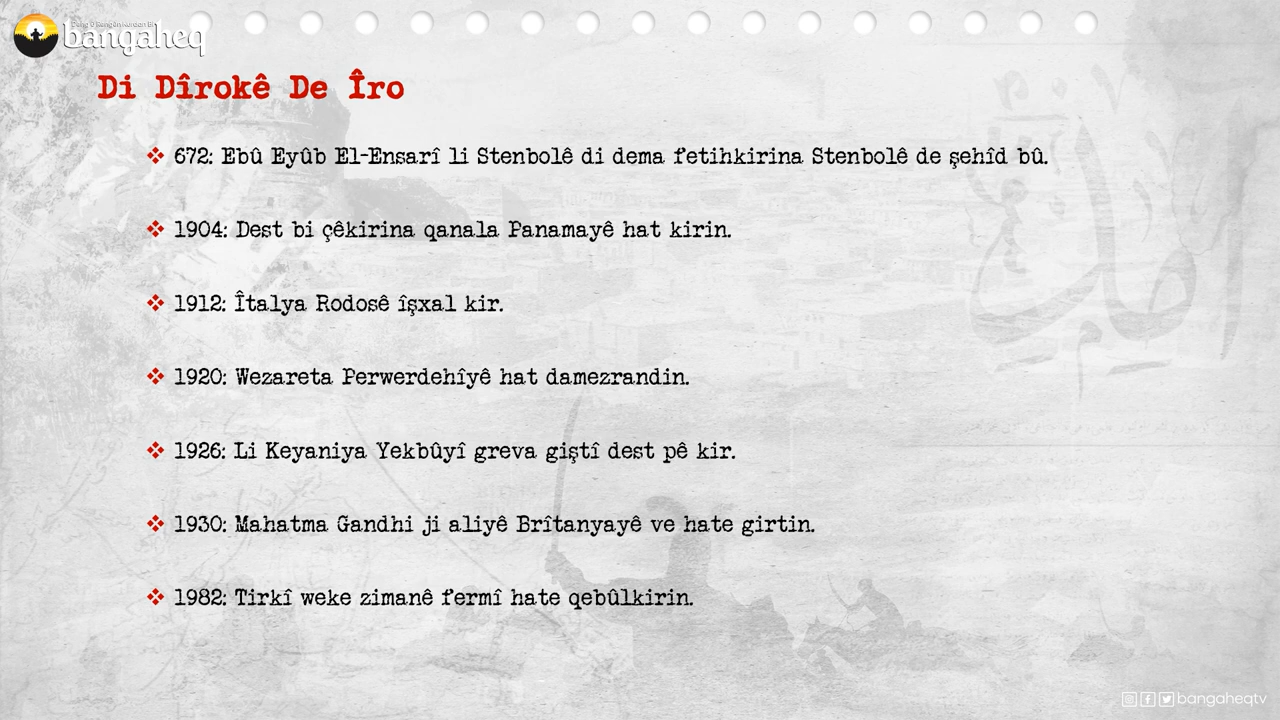 bangaheq
Di Dîrokê De Îro
672: Ebû Eyûb El-Ensarî li Stenbolê di dema fetihkirina Stenbolê de şehîd bû.
1904: Dest bi çêkirina qanala Panamayê hat kirin.
1912: Îtalya Rodosê îşxal kir.
1920: Wezareta Perwerdehîyê hat damezrandin.
1926: Li Keyaniya Yekbûyî greva giştî dest pê kir.
1930: Mahatma Gandhi ji aliyê Brîtanyayê ve hate girtin.
1982: Tirkî weke zimanê fermî hate qebûlkirin.
bangaheqtv